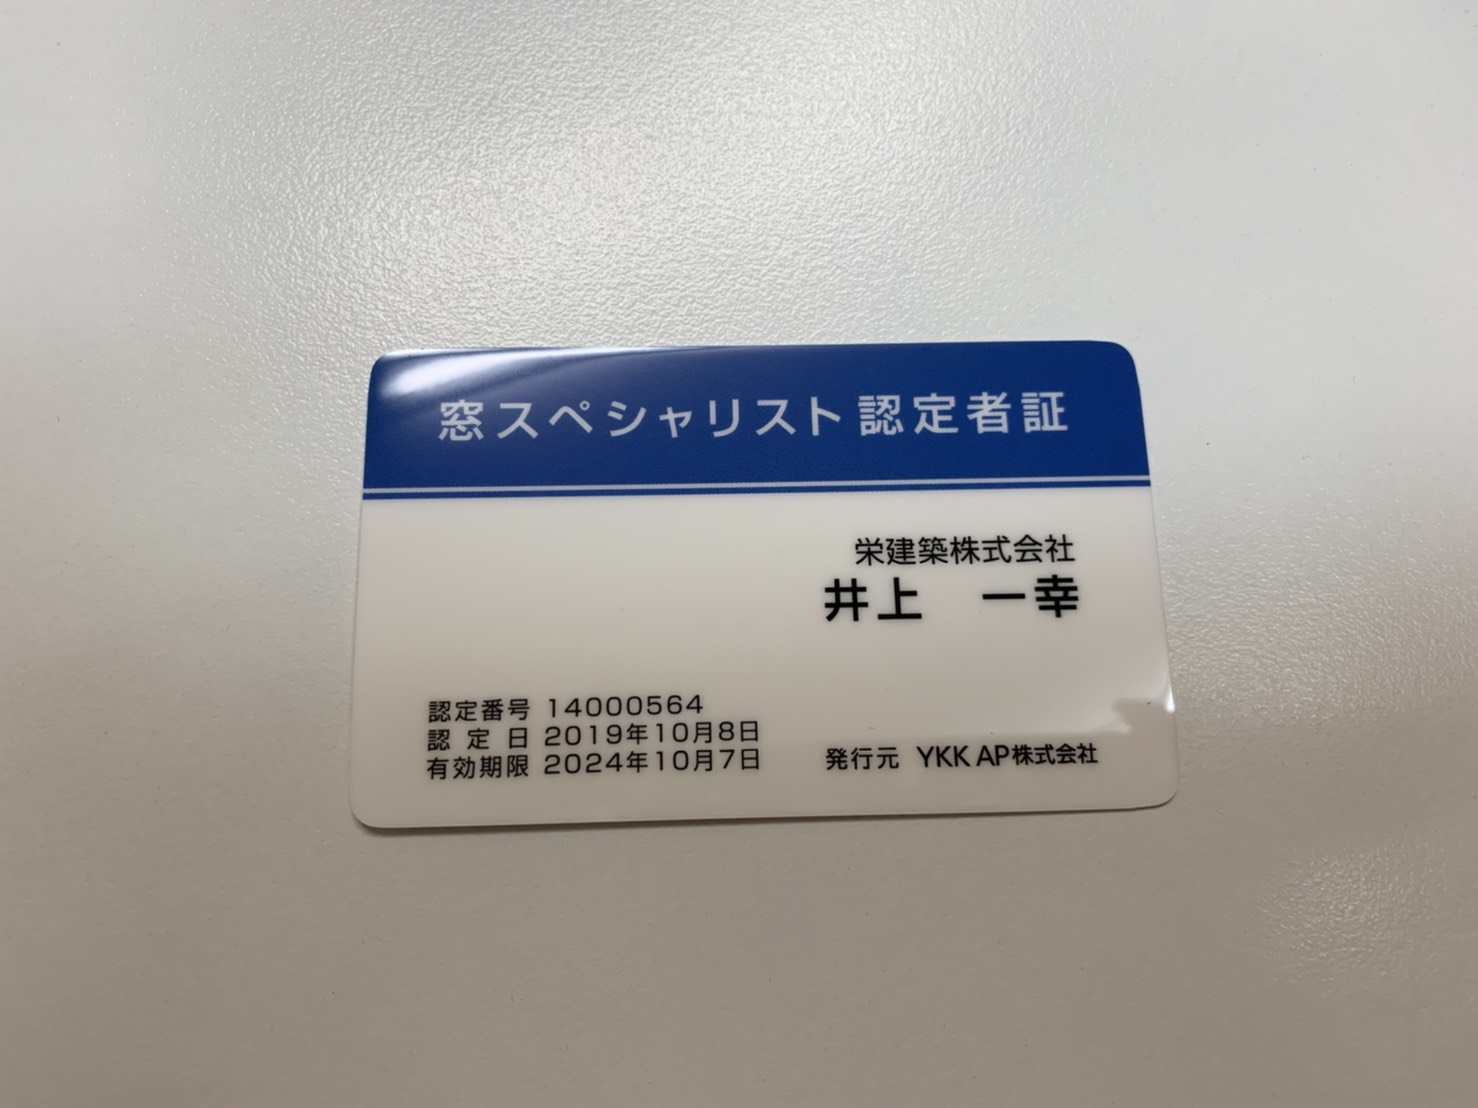 窓スペシャリスト 認定者証
栄建築株式会社
井上　一幸
認定番号 14000564
認 定 日 2019年10月8日
有効期限 2024年10月7日
発行元 YKK AP株式会社